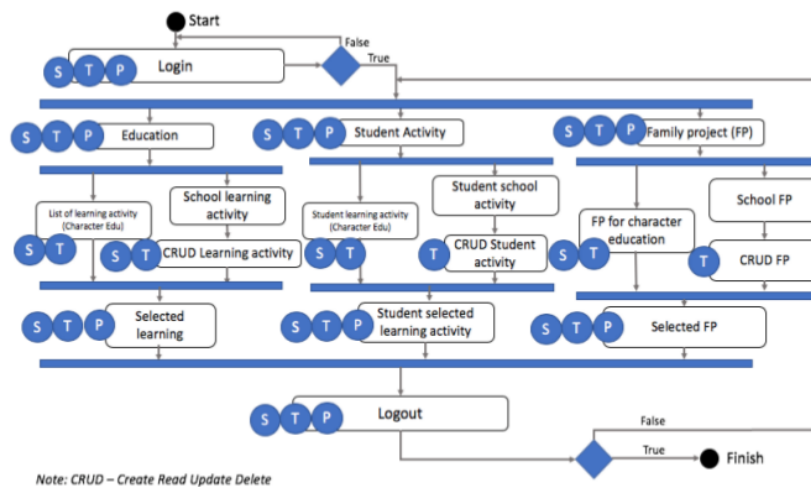 Start
False
True
S T P Login
S T P Education
S T P Student Activity
S T P Family project (FP)
School learning
activity
Student school
activity
School FP
List of learning activity
(Character Edu)
S T
Student learning activity
(Character Edu)
S T
FP for character
education
S T
S T CRUD Learning activity
T CRUD Student
activity
T CRUD FP
S T P Selected
learning
S T P Student selected
learning activity
S T P Selected FP
S T P Logout
False
True
Finish
Note: CRUD – Create Read Update Delete